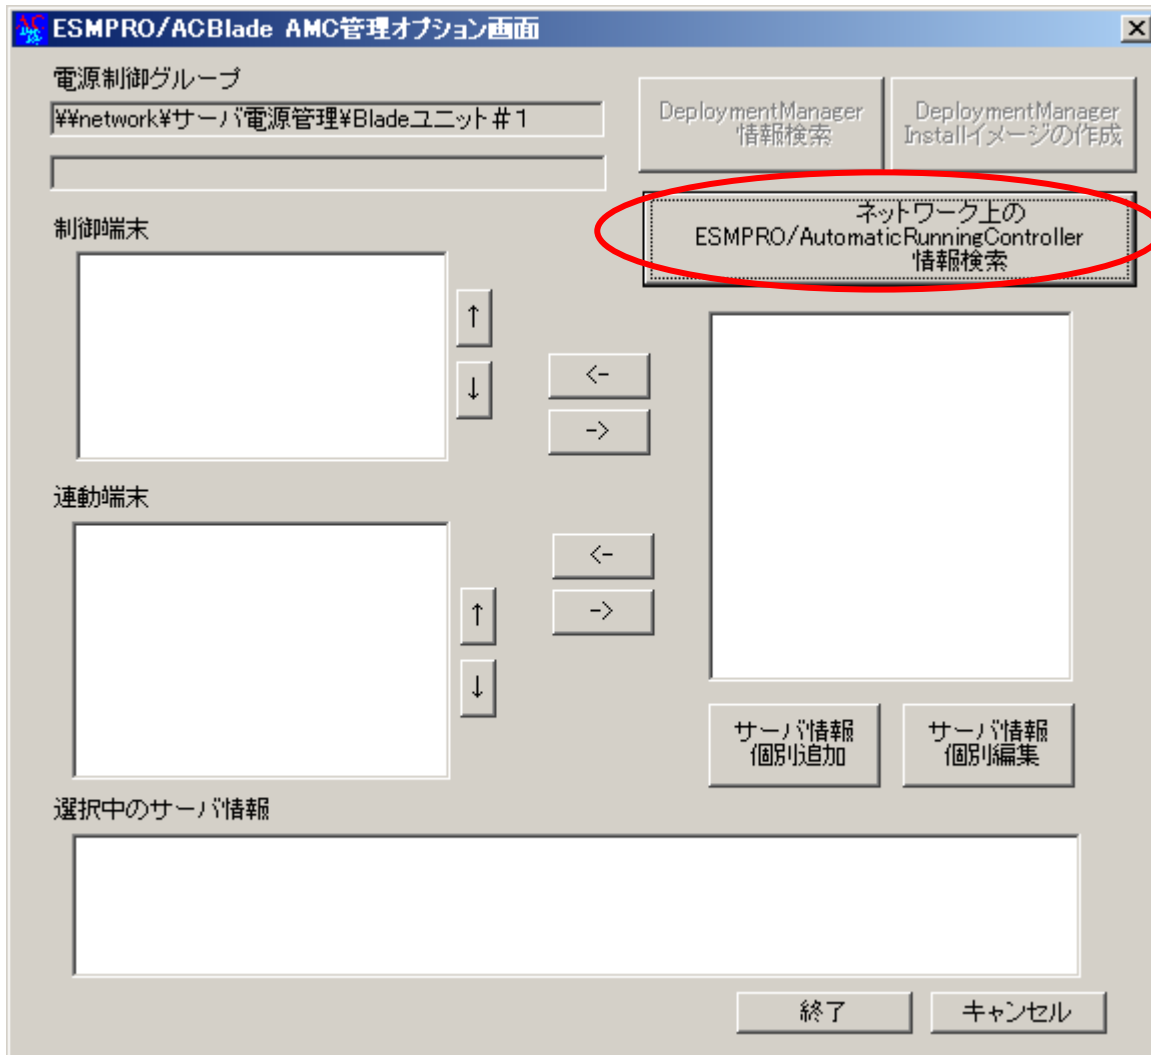 ESMPRO/ACBlade AMC管理オプション画面
電源制御グループ
¥¥network¥サーバ電源管理¥Bladeユニット＃1
DeploymentManager
情報検索
DeploymentManager
Installイメージの作成
ネットワーク上の
ESMPRO/AutomaticRunningController
情報検索
制御端末
↑
↓
<-
->
連動端末
↑
↓
<-
->
サーバ情報
個別追加
サーバ情報
個別編集
選択中のサーバ情報
終了
キャンセル